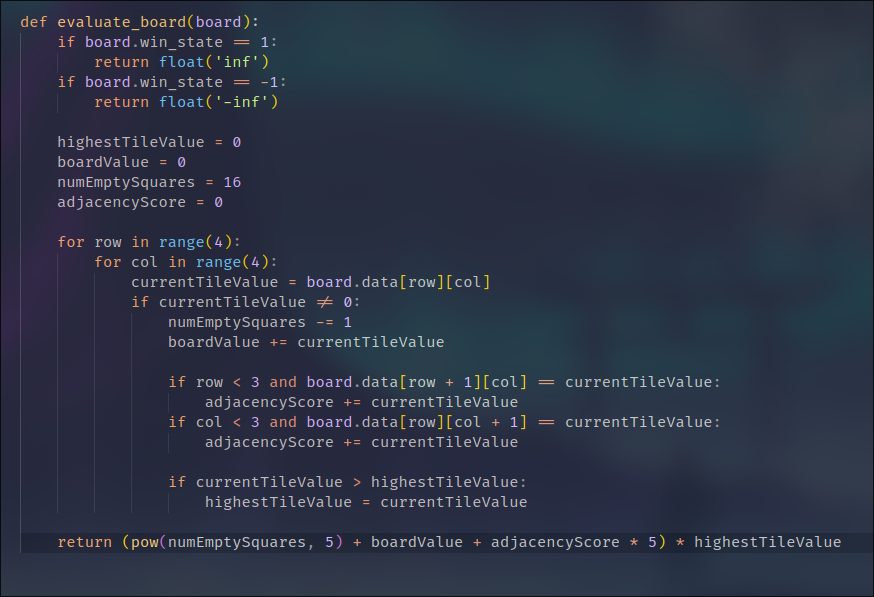 def evaluate_board(board):
    if board.win_state == 1:
        return float('inf')
    if board.win_state == -1:
        return float('-inf')

    highestTileValue = 0
    boardValue = 0
    numEmptySquares = 16
    adjacencyScore = 0

    for row in range(4):
        for col in range(4):
            currentTileValue = board.data[row][col]
            if currentTileValue != 0:
                numEmptySquares -= 1
                boardValue += currentTileValue

                if row < 3 and board.data[row + 1][col] == currentTileValue:
                    adjacencyScore += currentTileValue
                if col < 3 and board.data[row][col + 1] == currentTileValue:
                    adjacencyScore += currentTileValue

                if currentTileValue > highestTileValue:
                    highestTileValue = currentTileValue

    return (pow(numEmptySquares, 5) + boardValue + adjacencyScore * 5) * highestTileValue